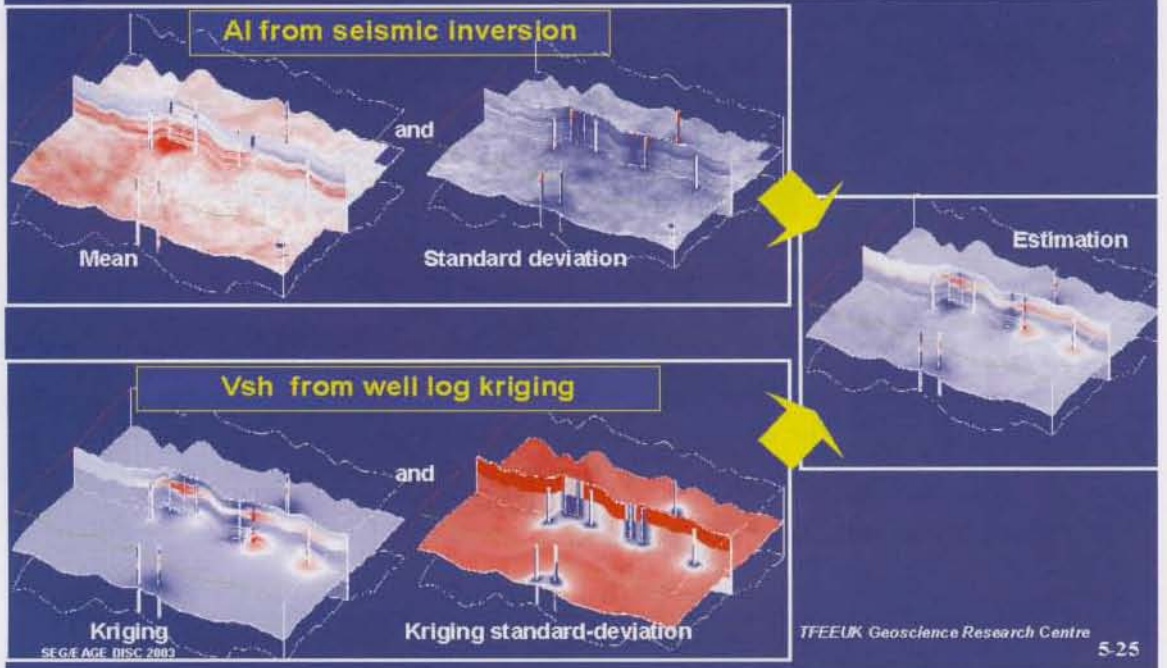 AI from seismic inversion
and
Mean
Standard deviation
Estimation
Vsh from well log kriging
and
Kriging
Kriging standard-deviation
SEG/EAGE DISC 2003
TFEEUK Geoscience Research Centre
5-25